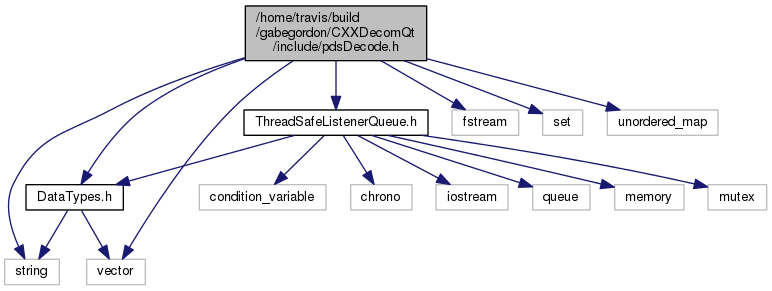 /home/travis/build
/gabegordon/CXXDecomQt
/include/pdsDecode.h
ThreadSafeListenerQueue.h
fstream
set
unordered_map
DataTypes.h
condition_variable
chrono
iostream
queue
memory
mutex
string
vector